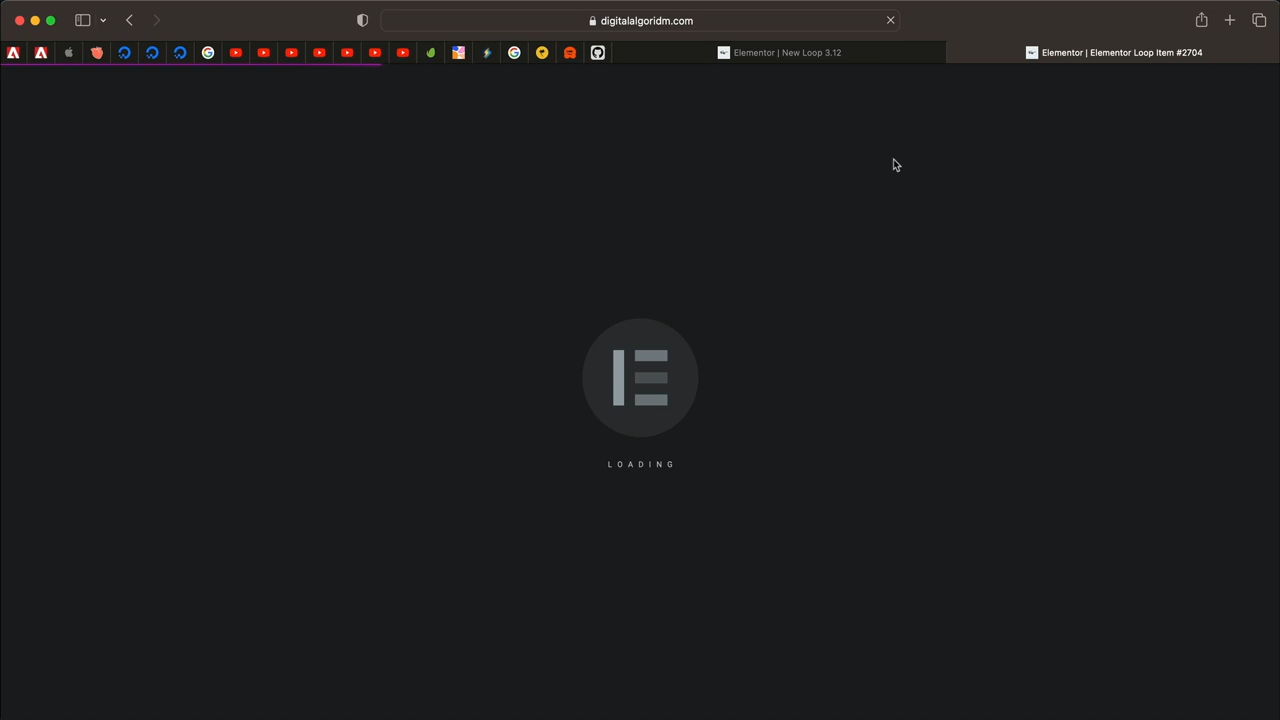 digitalalgoridm.com
Elementor | New Loop 3.12
Elementor | Elementor Loop Item #2704
LOADING